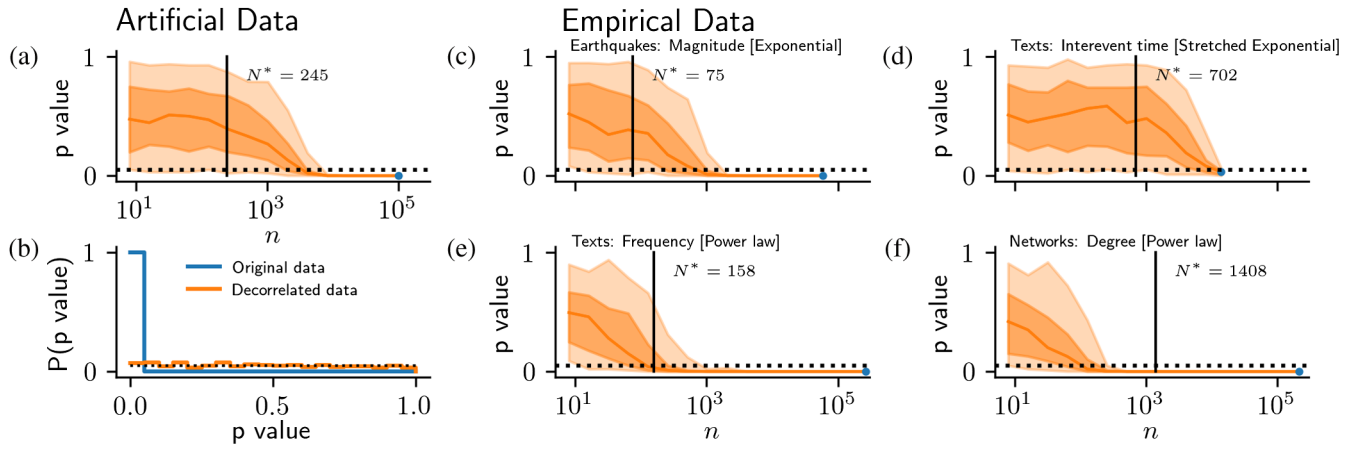 Artificial Data
Empirical Data
(a)
1
p value
0
N* = 245
10^1
10^3
10^5
n
(b)
1
P(p value)
0
Original data
Decorrelated data
0.0
0.5
1.0
p value
(c)
Earthquakes: Magnitude [Exponential]
1
p value
0
N* = 75
(d)
Texts: Interevent time [Stretched Exponential]
1
p value
0
N* = 702
(e)
Texts: Frequency [Power law]
1
p value
0
N* = 158
10^1
10^3
10^5
n
(f)
Networks: Degree [Power law]
1
p value
0
N* = 1408
10^1
10^3
10^5
n